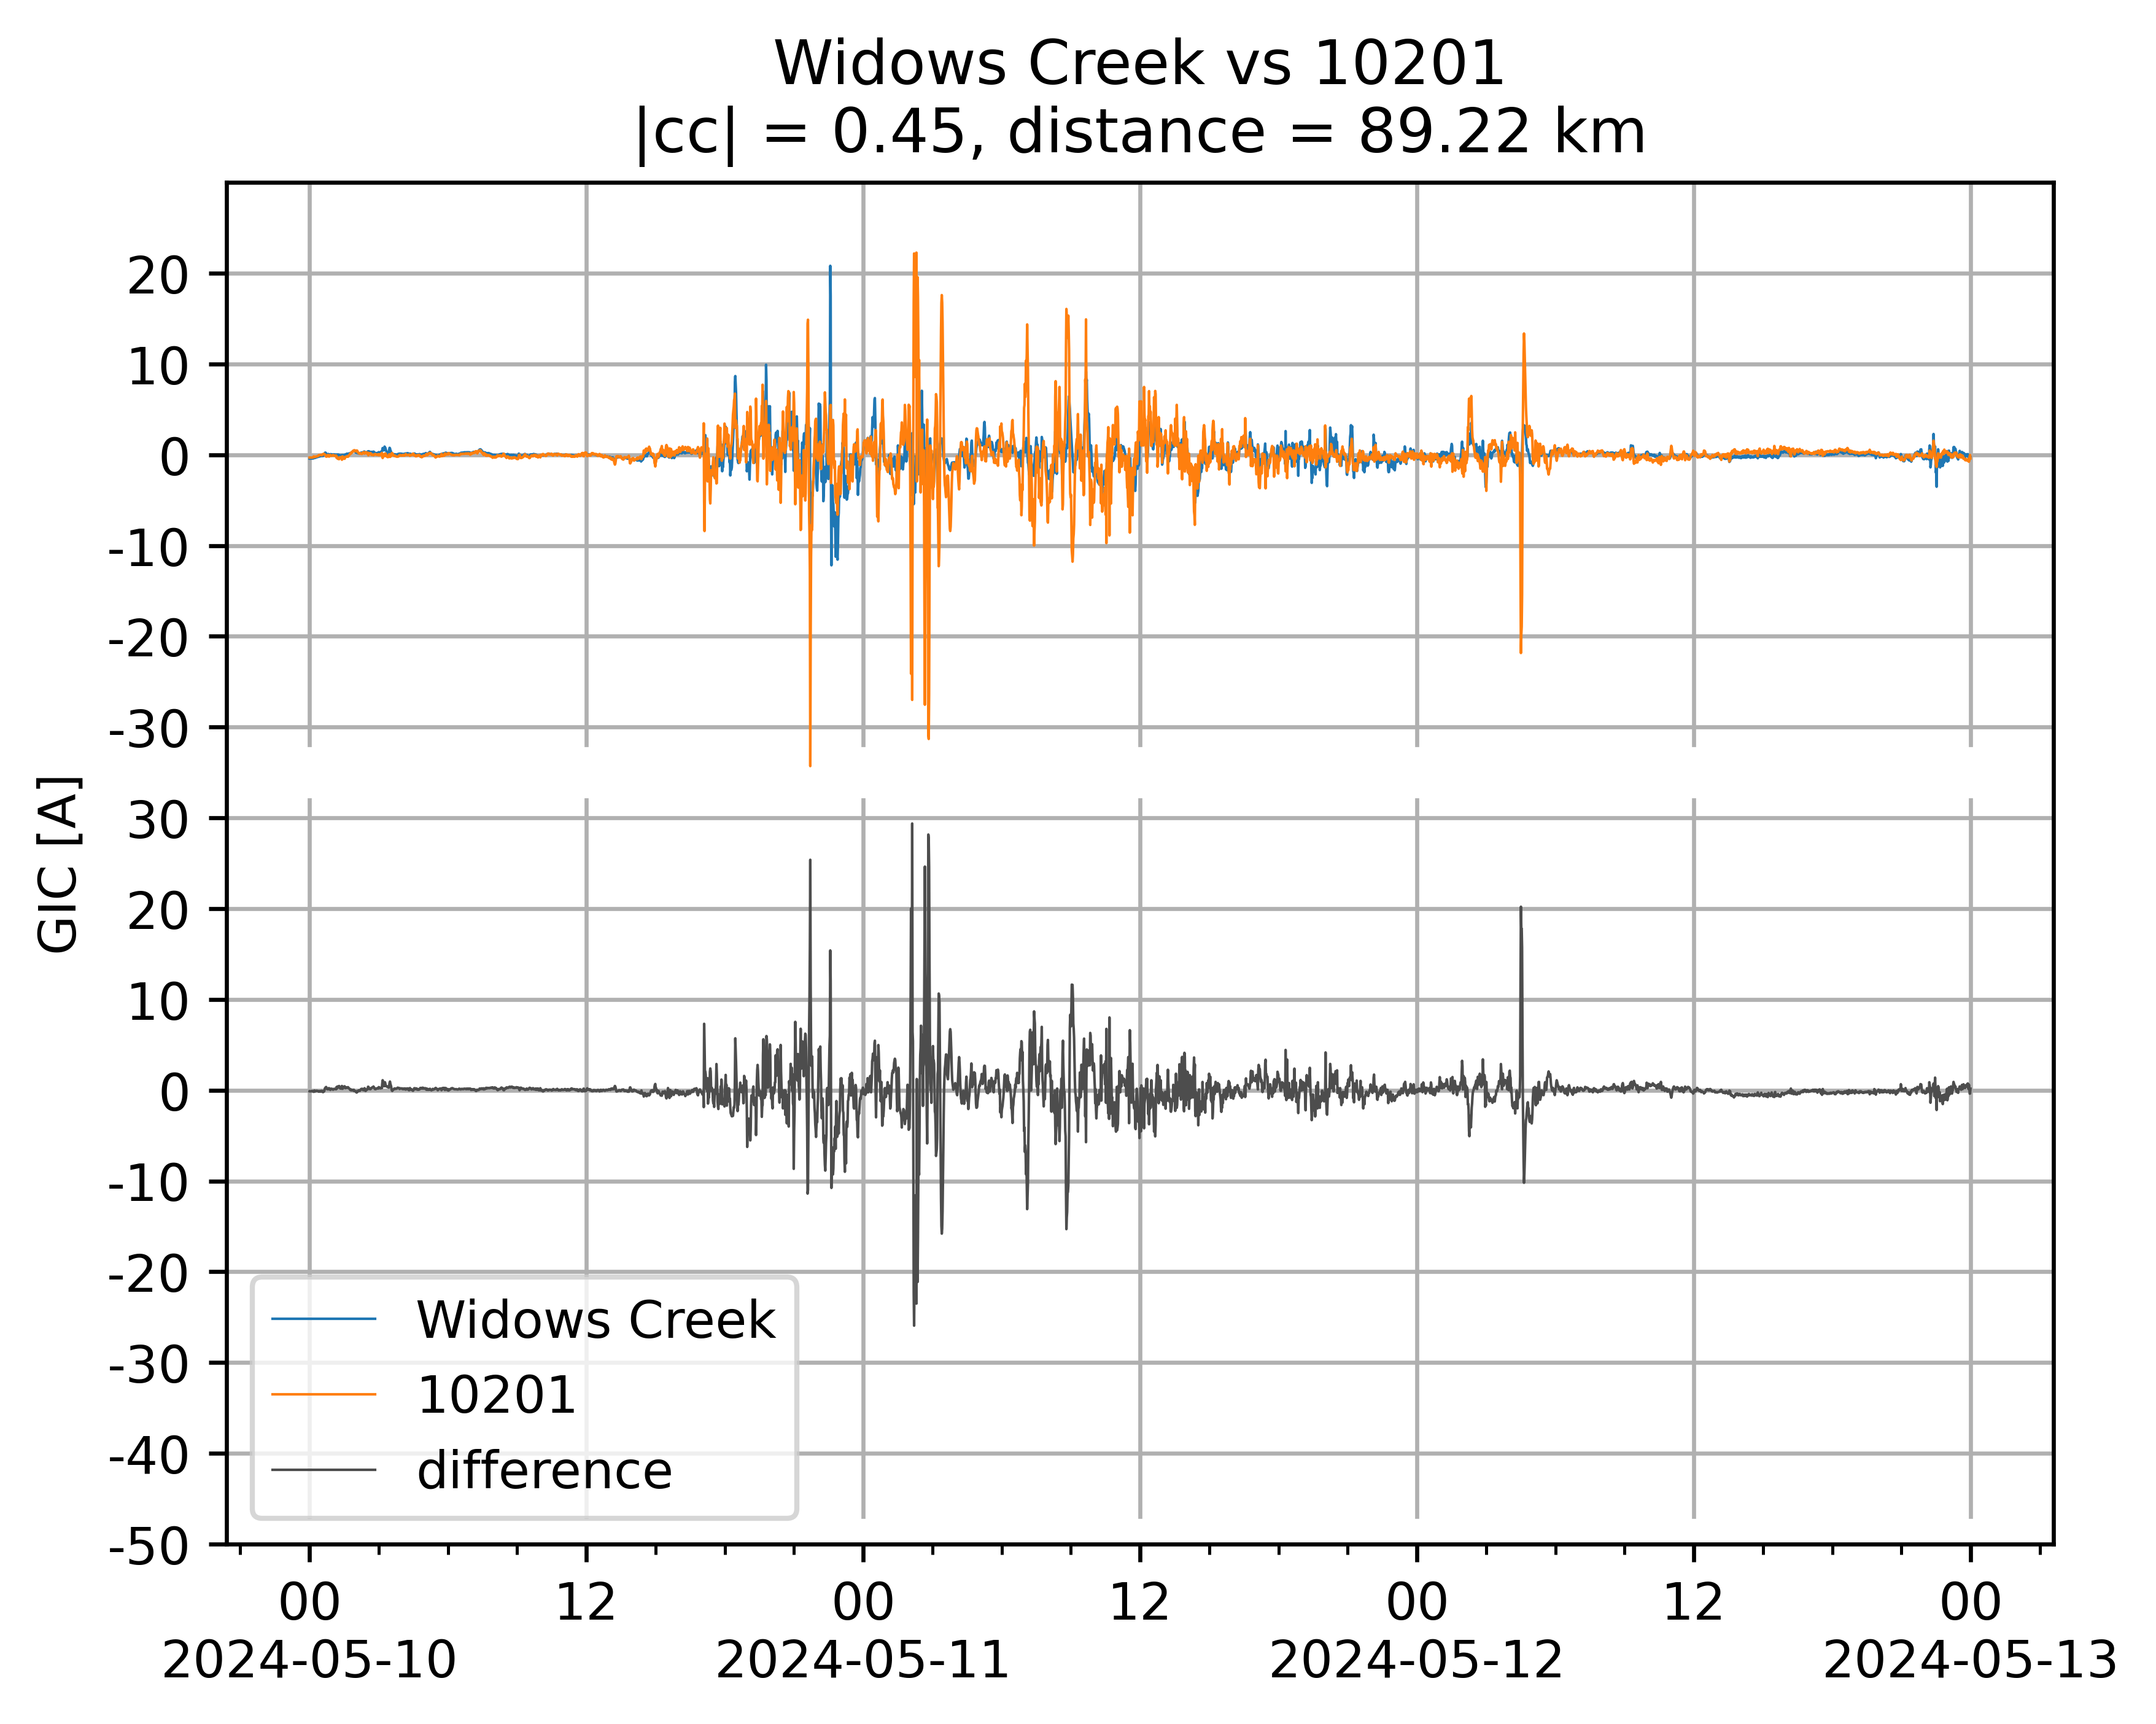 Widows Creek vs 10201
|cc| = 0.45, distance = 89.22 km
GIC [A]
20
10
0
-10
-20
-30
30
20
10
0
-10
-20
-30
-40
-50
Widows Creek
10201
difference
00 12 00 12 00 12 00
2024-05-10 2024-05-11 2024-05-12 2024-05-13